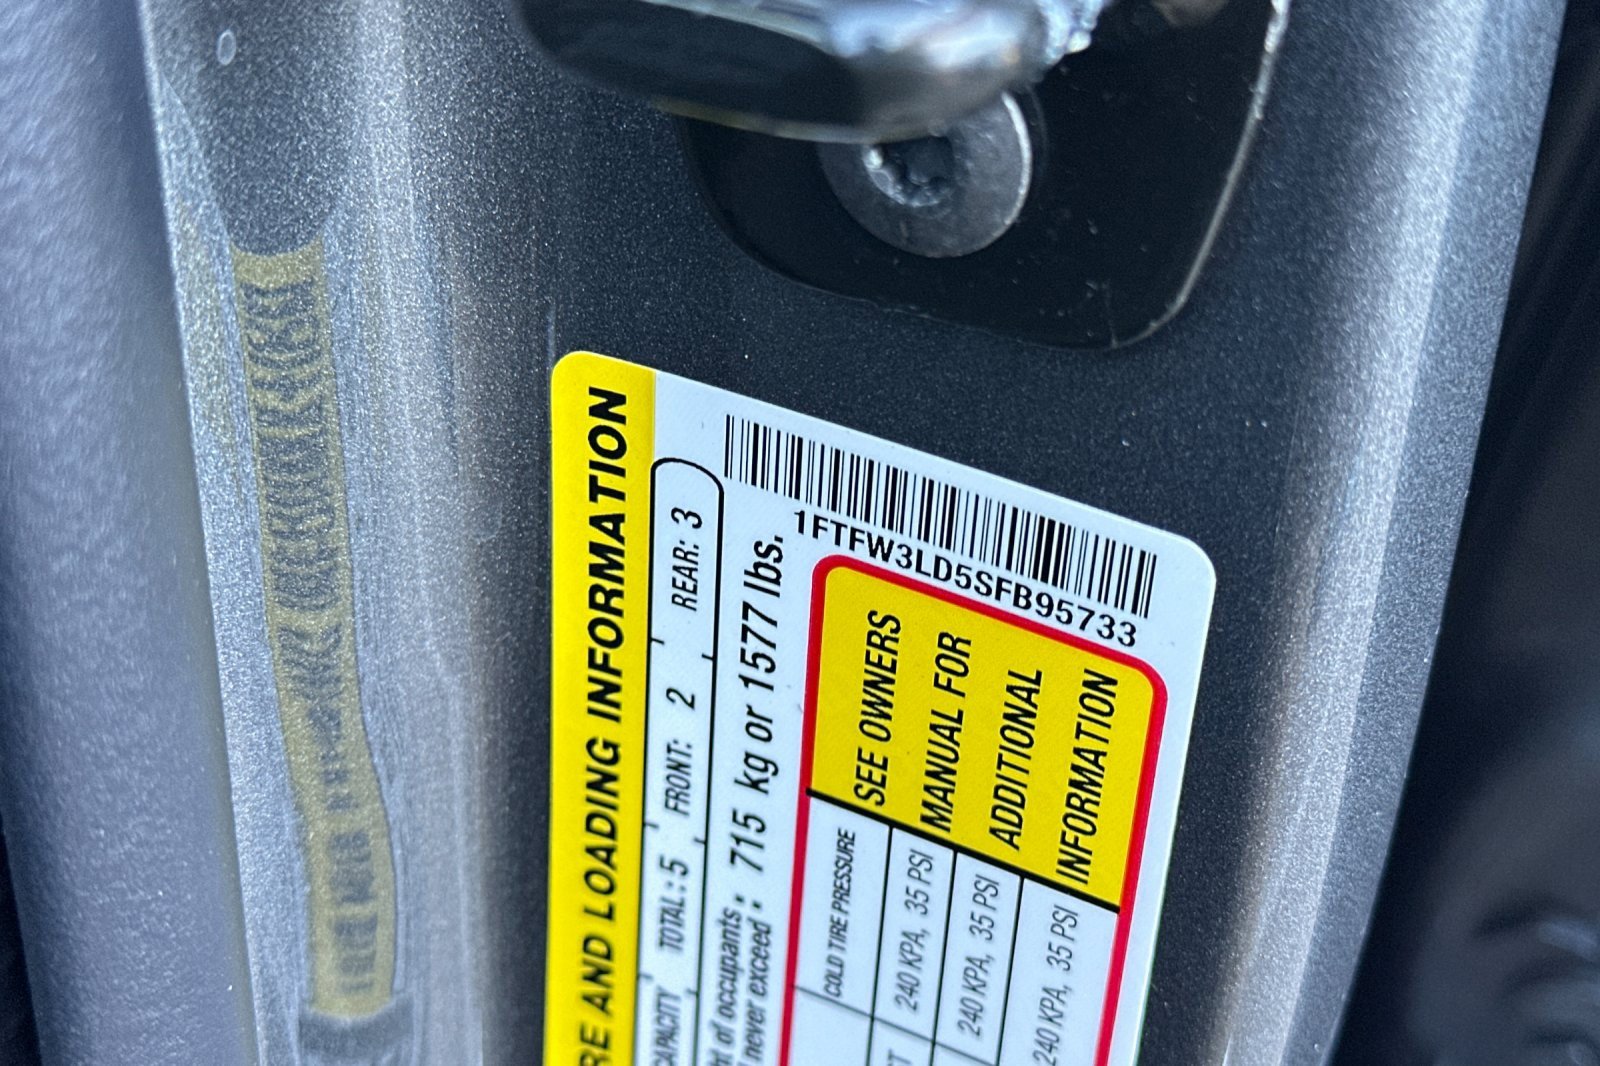 RE AND LOADING INFORMATION
CAPACITY TOTAL: 5 FRONT: 2 REAR: 3
of occupants
never exceed: 715 kg or 1577 lbs.
1FTFW3LD5SFB95733
COLD TIRE PRESSURE SEE OWNERS
240 KPA, 35 PSI MANUAL FOR
240 KPA, 35 PSI ADDITIONAL
240 KPA, 35 PSI INFORMATION